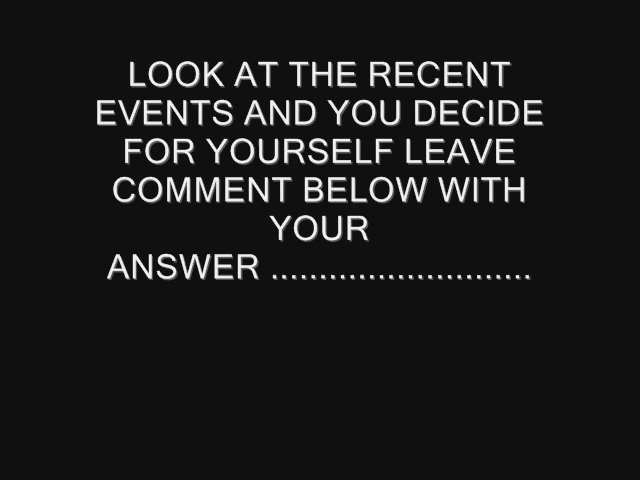 LOOK AT THE RECENT
EVENTS AND YOU DECIDE
FOR YOURSELF LEAVE
COMMENT BELOW WITH
YOUR
ANSWER ...........................